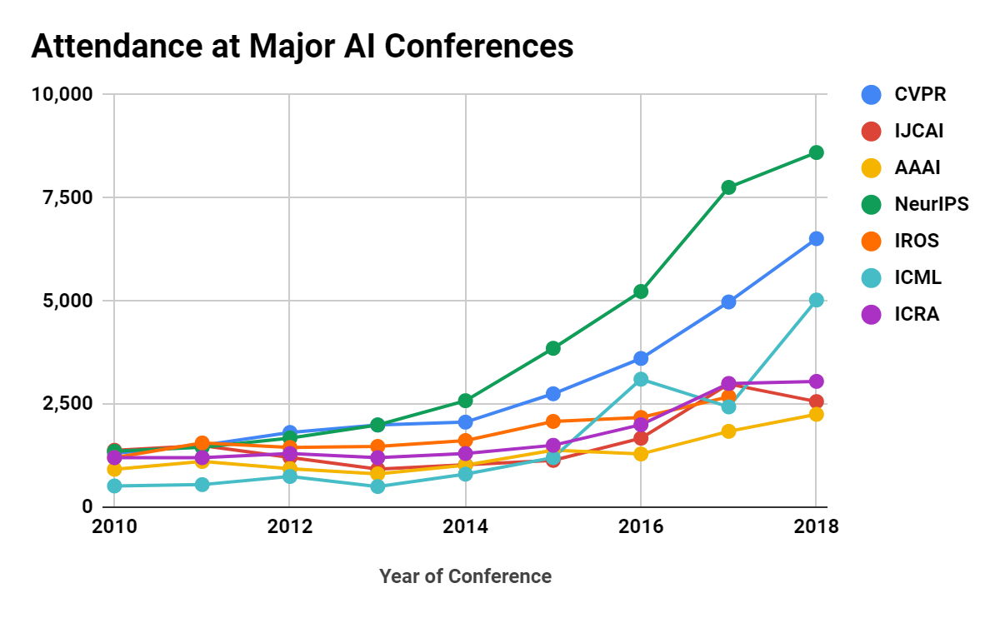 Attendance at Major AI Conferences
10,000
7,500
5,000
2,500
0
2010 2012 2014 2016 2018
Year of Conference
CVPR
IJCAI
AAAI
NeurIPS
IROS
ICML
ICRA